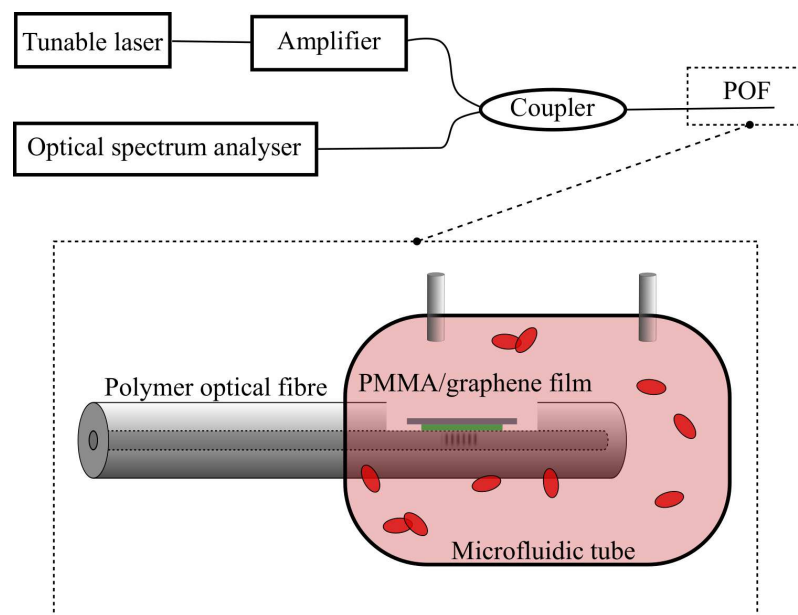 Tunable laser
Amplifier
Coupler
POF
Optical spectrum analyser
Polymer optical fibre
PMMA/graphene film
Microfluidic tube